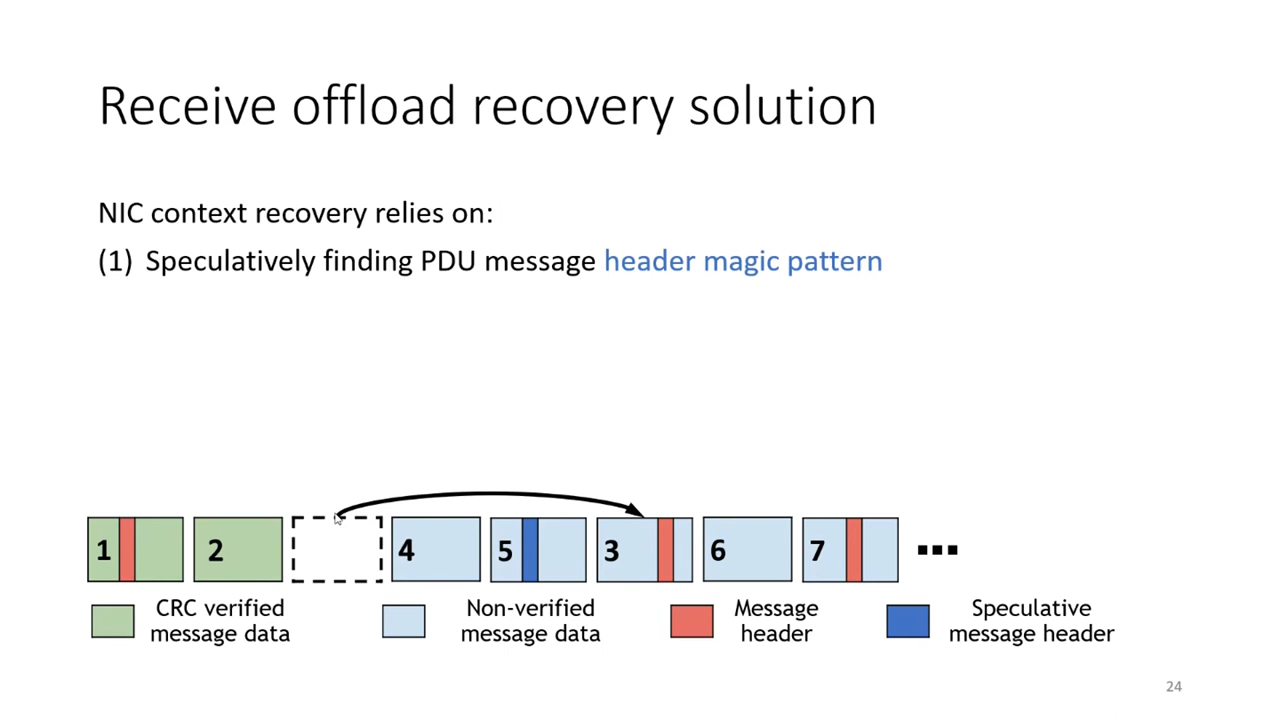 Receive offload recovery solution
NIC context recovery relies on:
(1) Speculatively finding PDU message header magic pattern
1 2 4 5 3 6 7 ...
CRC verified message data
Non-verified message data
Message header
Speculative message header
24